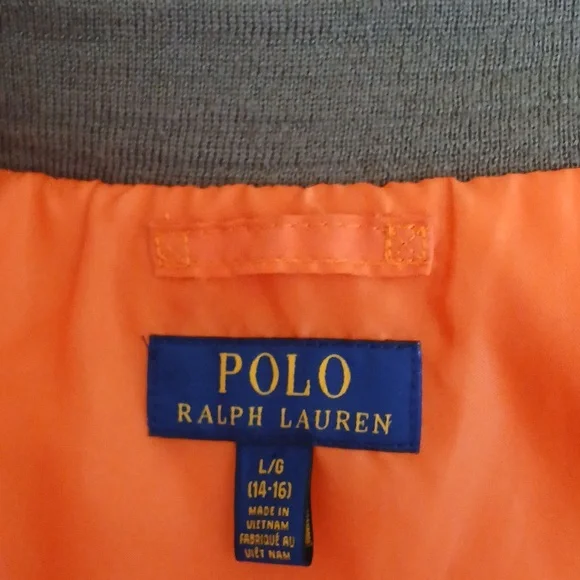 POLO
RALPH LAUREN
L/G
(14-16)
MADE IN
VIETNAM
FABRIQUÉ AU
VIÊT NAM